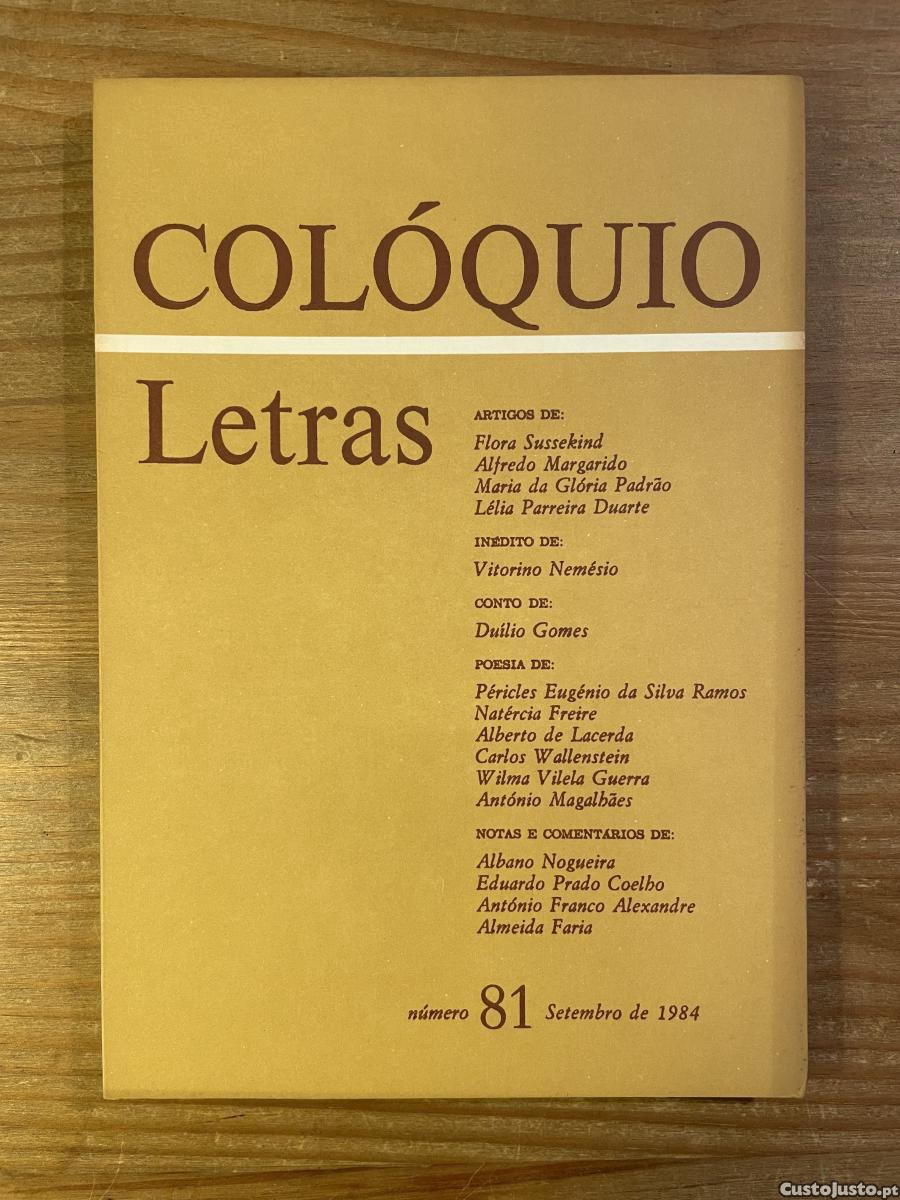 COLÓQUIO
Letras
ARTIGOS DE:
Flora Sussekind
Alfredo Margarido
Maria da Glória Padrão
Lélia Parreira Duarte
INÉDITO DE:
Vitorino Nemésio
CONTO DE:
Duílio Gomes
POESIA DE:
Péricles Eugénio da Silva Ramos
Natércia Freire
Alberto de Lacerda
Carlos Wallenstein
Wilma Vilela Guerra
António Magalhães
NOTAS E COMENTÁRIOS DE:
Albano Nogueira
Eduardo Prado Coelho
António Franco Alexandre
Almeida Faria
número 81 Setembro de 1984
CustoJusto.pt